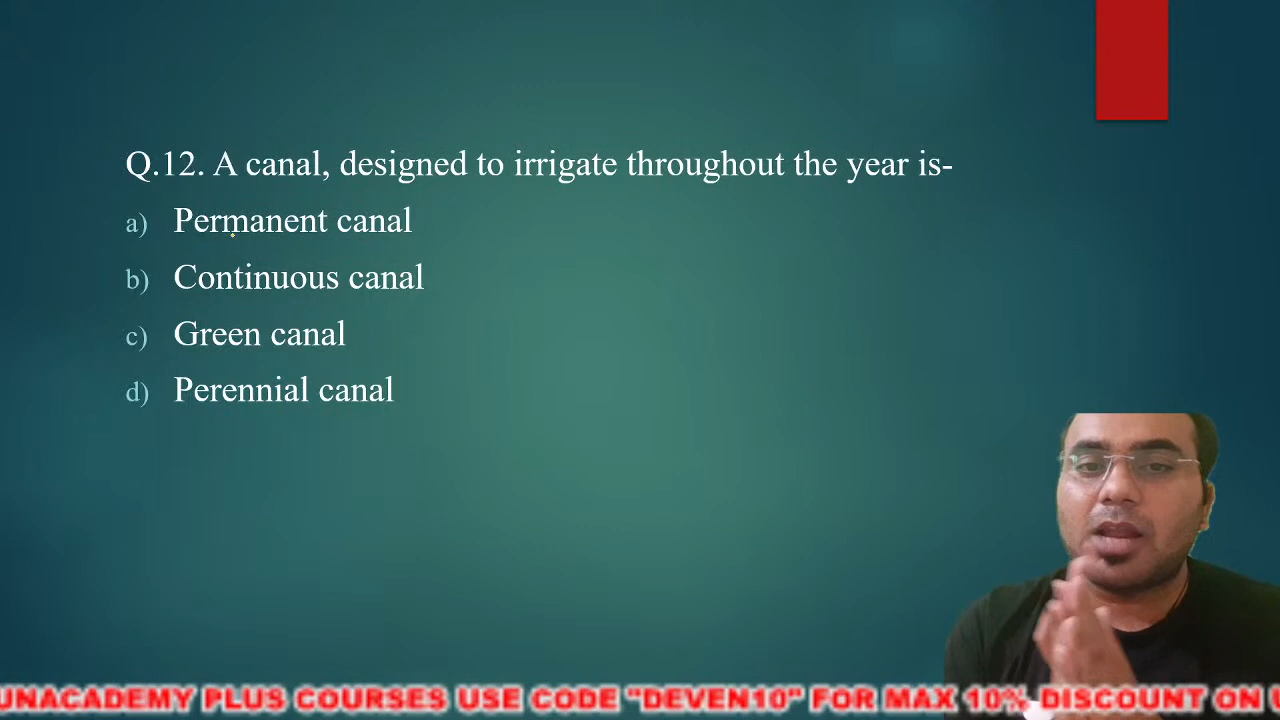 Q.12. A canal, designed to irrigate throughout the year is-
a) Permanent canal
b) Continuous canal
c) Green canal
d) Perennial canal
UNACADEMY PLUS COURSES USE CODE "DEVEN10" FOR MAX 10% DISCOUNT ON